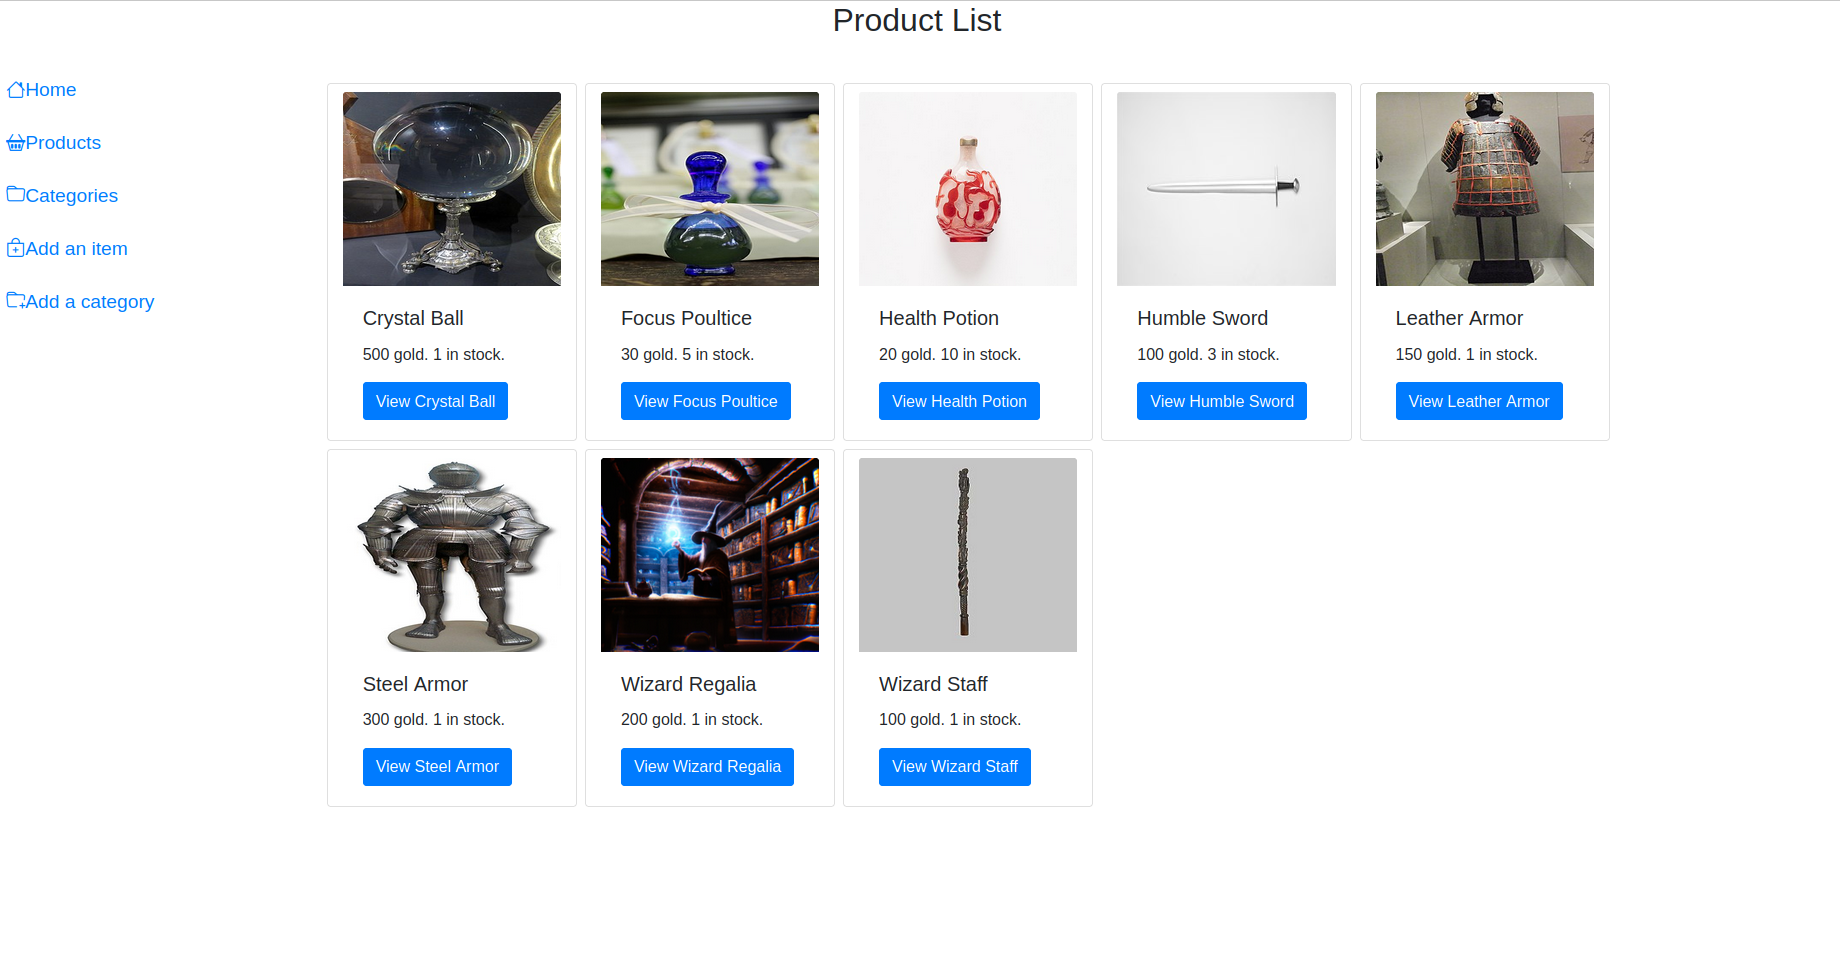 Product List
Home
Products
Categories
Add an item
Add a category
Crystal Ball
500 gold. 1 in stock.
View Crystal Ball
Focus Poultice
30 gold. 5 in stock.
View Focus Poultice
Health Potion
20 gold. 10 in stock.
View Health Potion
Humble Sword
100 gold. 3 in stock.
View Humble Sword
Leather Armor
150 gold. 1 in stock.
View Leather Armor
Steel Armor
300 gold. 1 in stock.
View Steel Armor
Wizard Regalia
200 gold. 1 in stock.
View Wizard Regalia
Wizard Staff
100 gold. 1 in stock.
View Wizard Staff